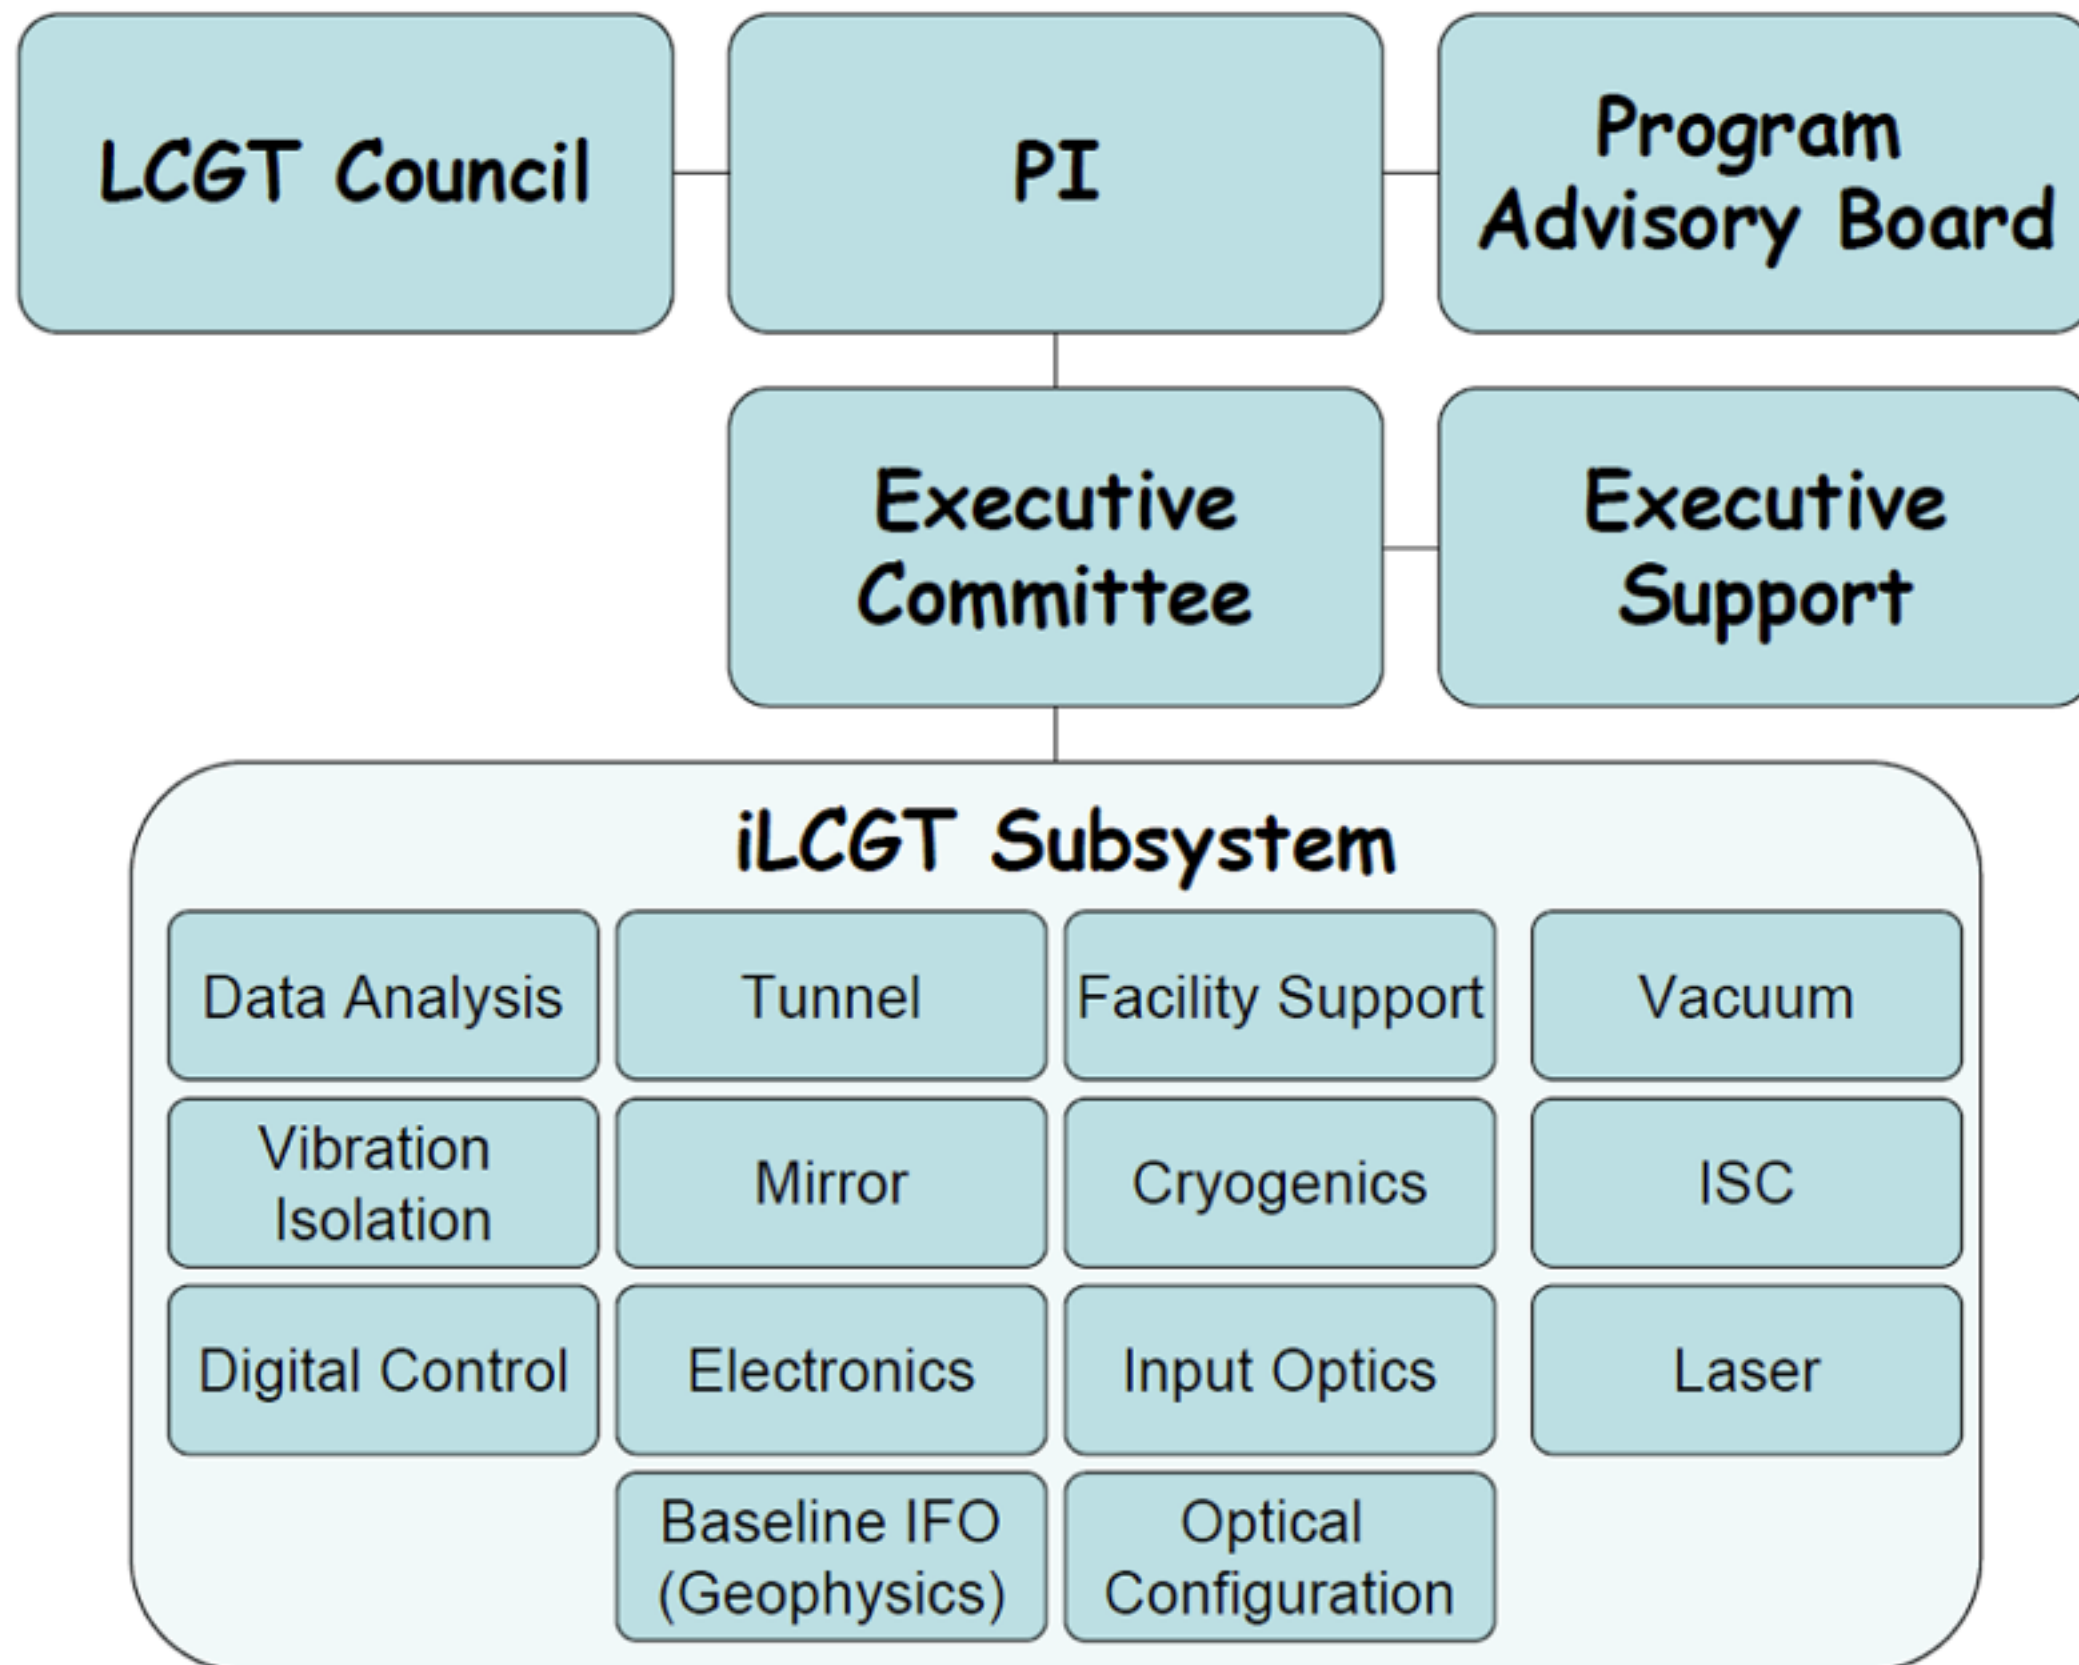 LCGT Council
PI
Program
Advisory Board
Executive
Committee
Executive
Support
iLCGT Subsystem
Data Analysis
Tunnel
Facility Support
Vacuum
Vibration
Isolation
Mirror
Cryogenics
ISC
Digital Control
Electronics
Input Optics
Laser
Baseline IFO
(Geophysics)
Optical
Configuration